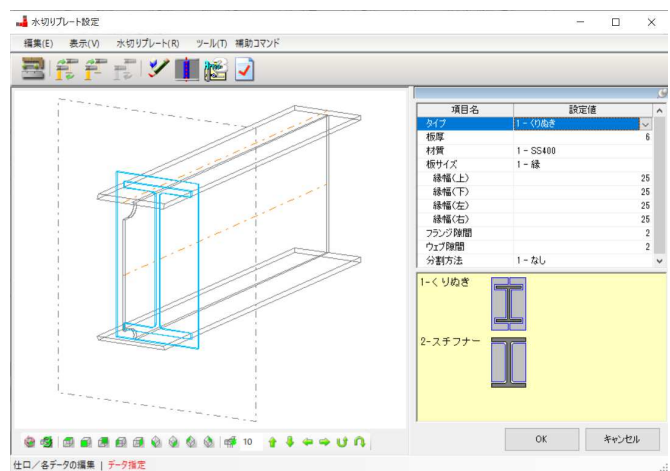 水切りプレート設定
編集(E) 表示(V) 水切りプレート(R) ツール(T) 補助コマンド
項目名 設定値
タイプ 1 - くりぬき
板厚 6
材質 1 - SS400
板サイズ 1 - 縁
縁幅(上) 25
縁幅(下) 25
縁幅(左) 25
縁幅(右) 25
フランジ隙間 2
ウェブ隙間 2
分割方法 1 - なし
1-くりぬき
2-スチフナー
10
OK キャンセル
仕口／各データの編集 | データ指定